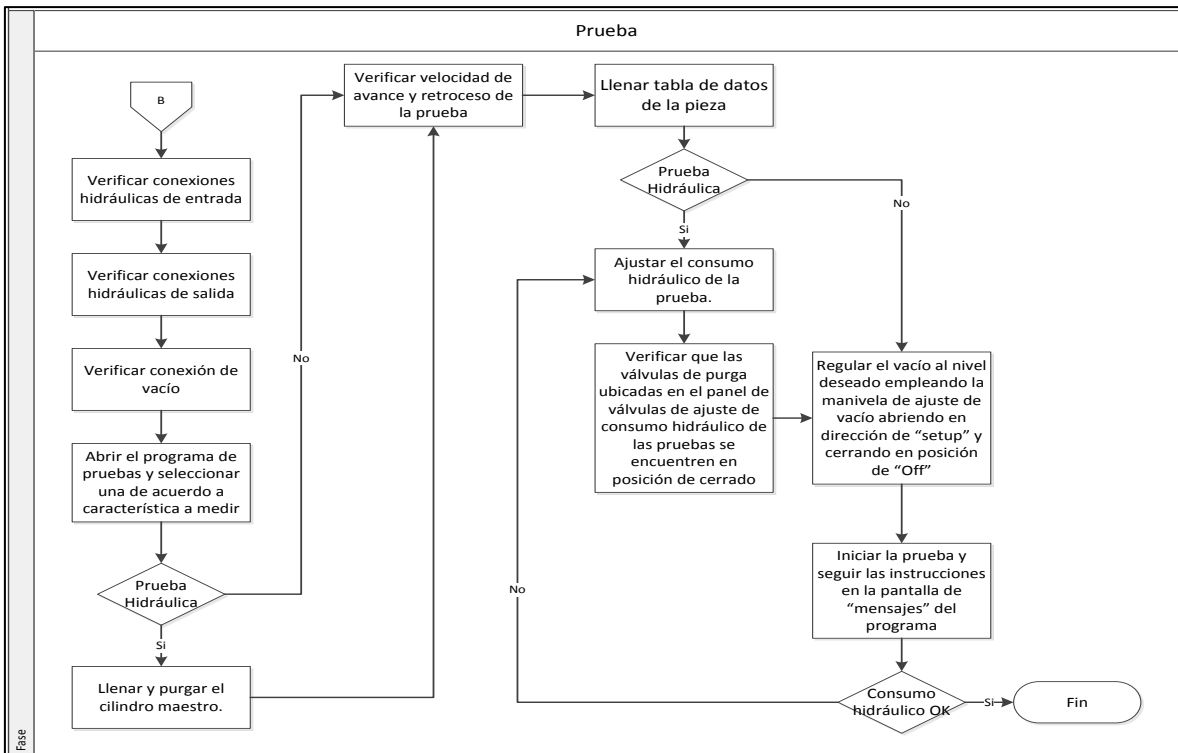 Prueba
Fase
B
Verificar conexiones
hidráulicas de entrada
Verificar conexiones
hidráulicas de salida
Verificar conexión de
vacío
Abrir el programa de
pruebas y seleccionar
una de acuerdo a
característica a medir
Prueba
Hidráulica
No
Si
Llenar y purgar el
cilindro maestro.
Verificar velocidad de
avance y retroceso de
la prueba
Llenar tabla de datos
de la pieza
Prueba
Hidráulica
No
Si
Ajustar el consumo
hidráulico de la
prueba.
Verificar que las
válvulas de purga
ubicadas en el panel de
válvulas de ajuste de
consumo hidráulico de
las pruebas se
encuentren en
posición de cerrado
Regular el vacío al nivel
deseado empleando la
manivela de ajuste de
vacío abriendo en
dirección de “setup” y
cerrando en posición
de “Off”
Iniciar la prueba y
seguir las instrucciones
en la pantalla de
“mensajes” del
programa
Consumo
hidráulico OK
No
Si
Fin